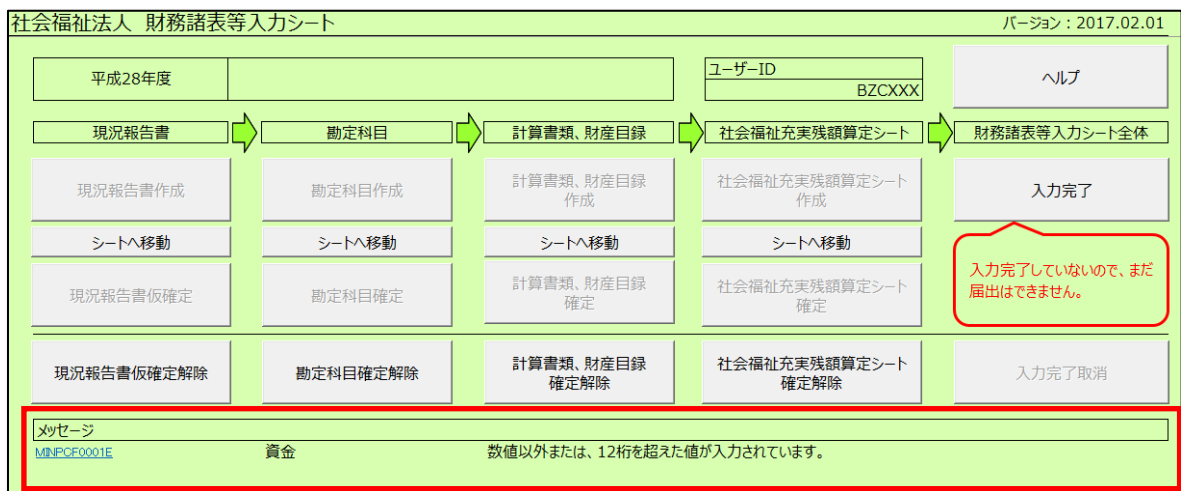 社会福祉法人 財務諸表等入力シート
バージョン：2017.02.01
平成28年度
ユーザーID
BZCXXX
ヘルプ
現況報告書
勘定科目
計算書類、財産目録
社会福祉充実残額算定シート
財務諸表等入力シート全体
現況報告書作成
勘定科目作成
計算書類、財産目録
作成
社会福祉充実残額算定シート
作成
入力完了
シートへ移動
シートへ移動
シートへ移動
シートへ移動
入力完了していないので、まだ
届出はできません。
現況報告書仮確定
勘定科目確定
計算書類、財産目録
確定
社会福祉充実残額算定シート
確定
現況報告書仮確定解除
勘定科目確定解除
計算書類、財産目録
確定解除
社会福祉充実残額算定シート
確定解除
入力完了取消
メッセージ
MINPCF0001E
資金
数値以外または、12桁を超えた値が入力されています。